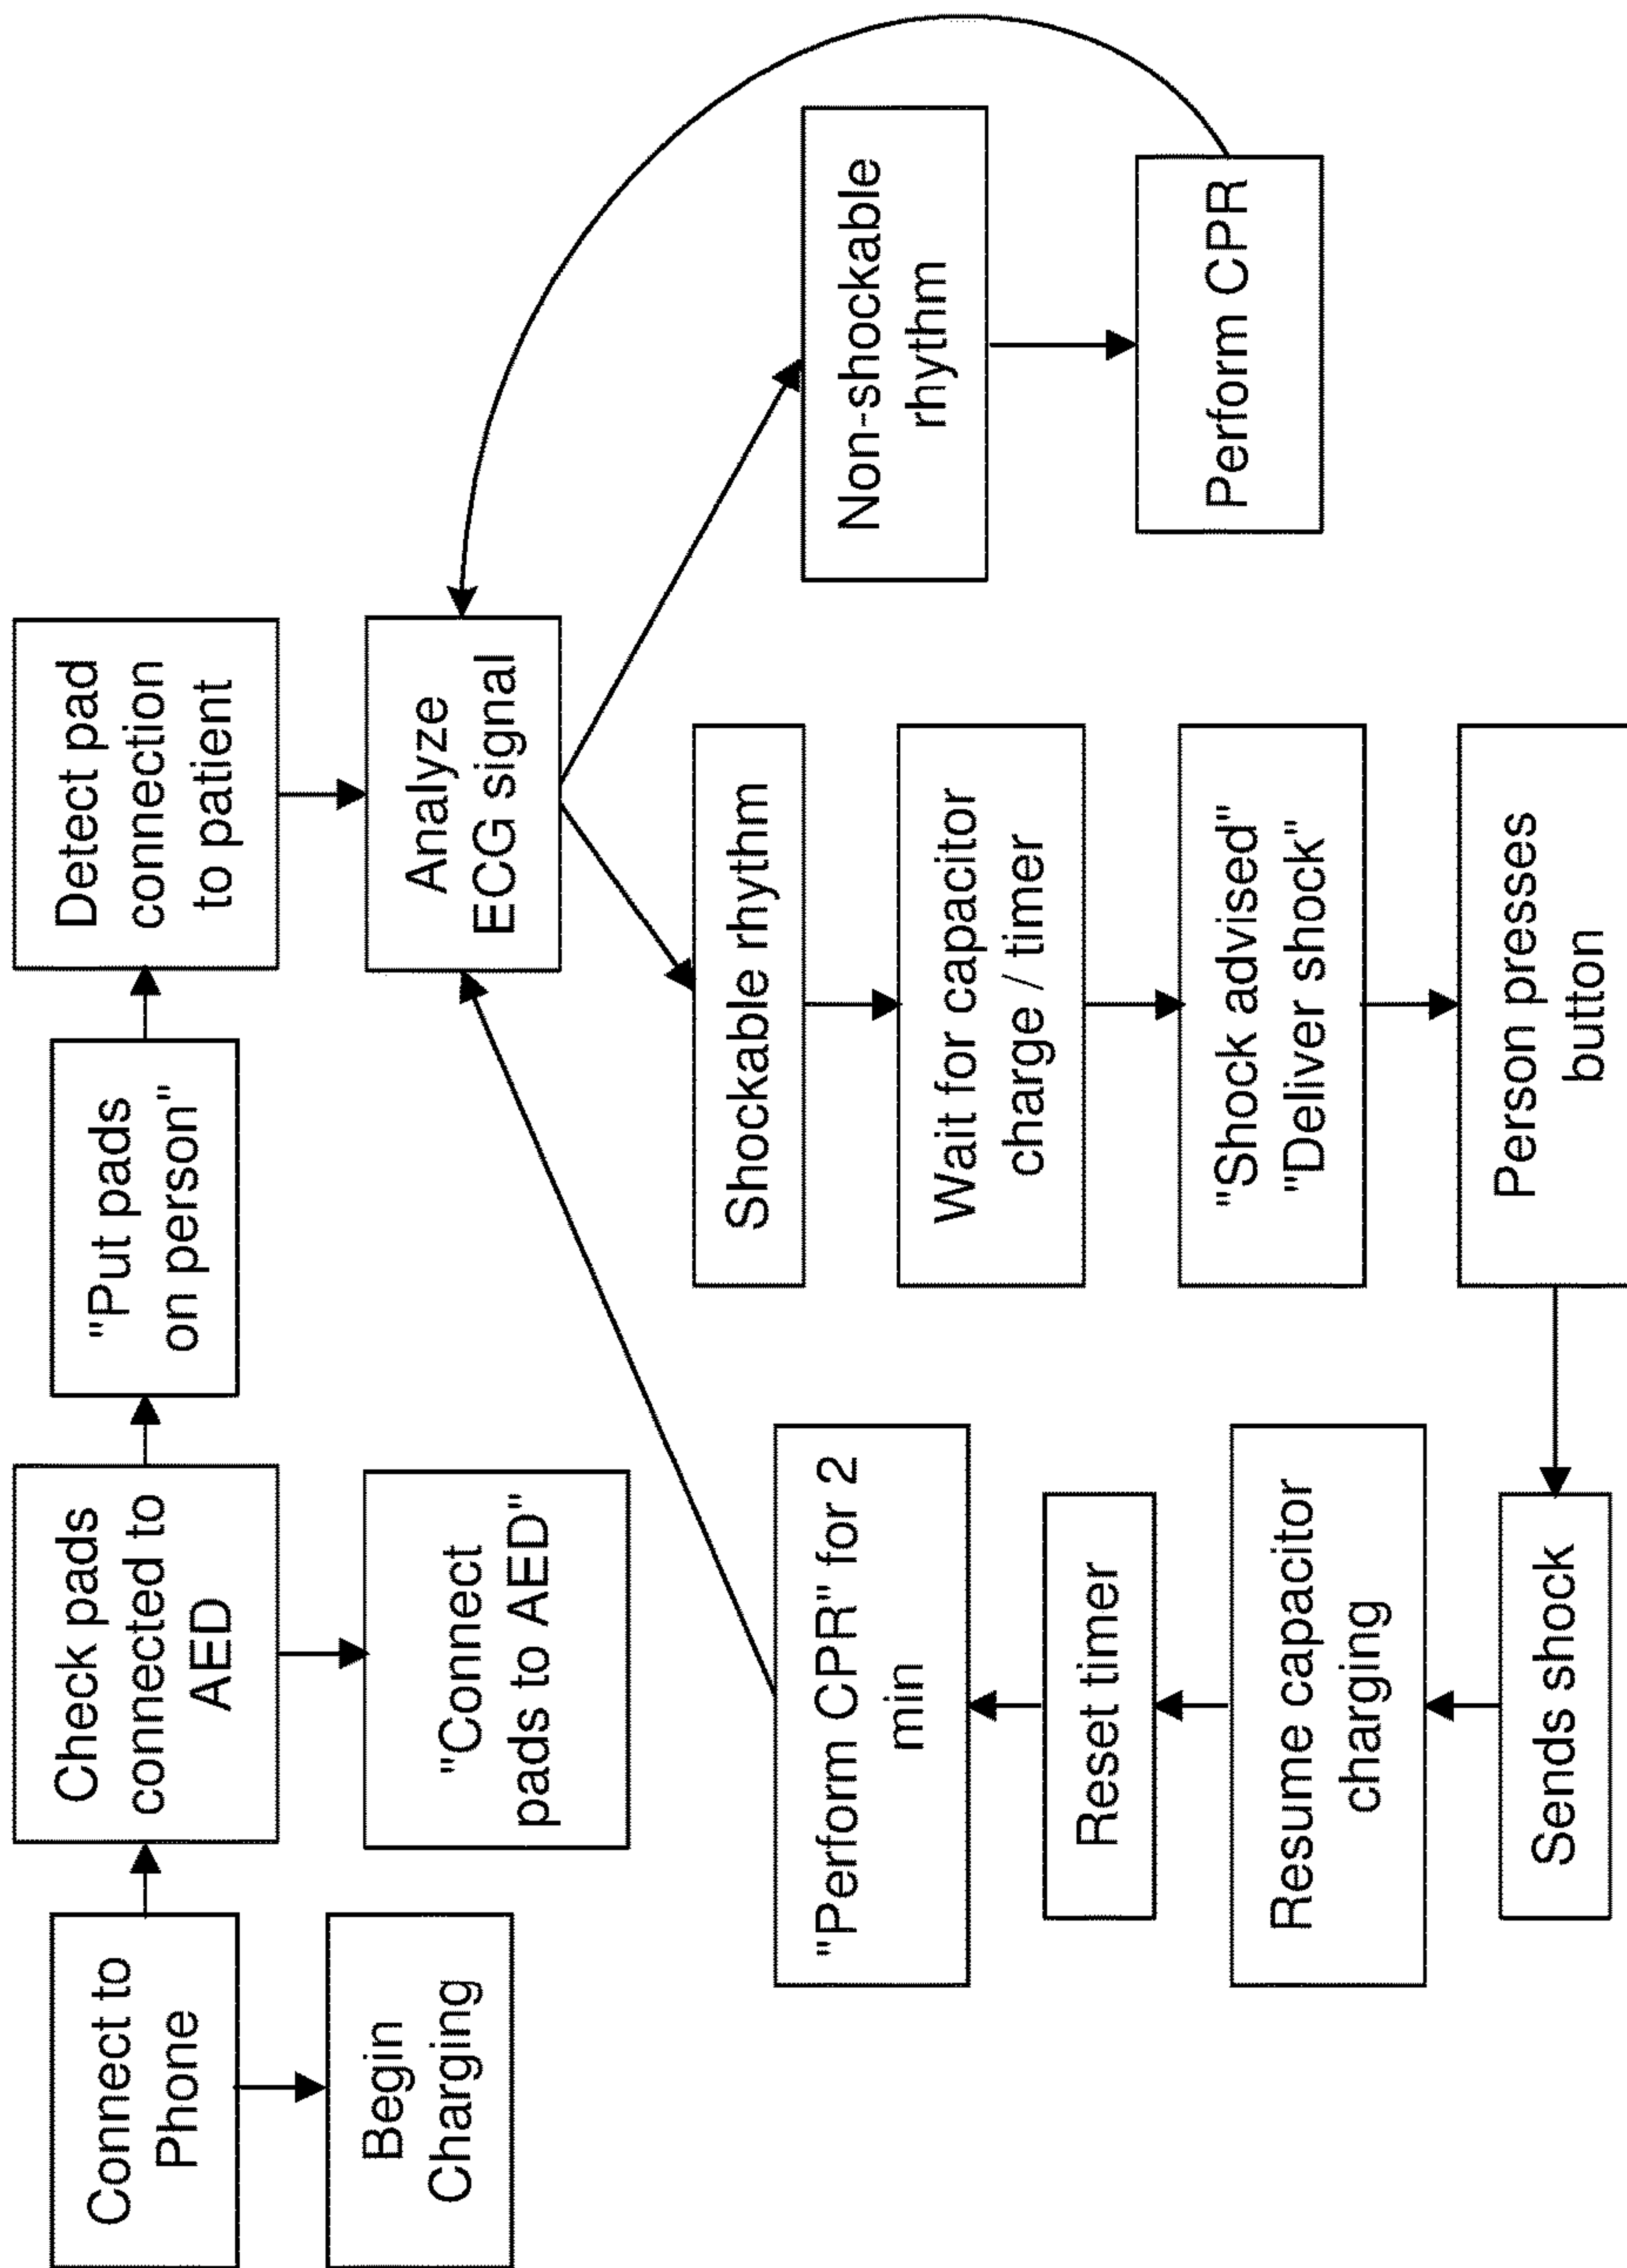 Connect to
Phone
Begin
Charging
Check pads
connected to
AED
"Connect
pads to AED"
"Put pads
on person"
Detect pad
connection
to patient
Analyze
ECG signal
Non-shockable
rhythm
Perform CPR
Shockable rhythm
Wait for capacitor
charge / timer
"Shock advised"
"Deliver shock"
Person presses
button
Sends shock
Resume capacitor
charging
Reset timer
"Perform CPR" for 2
min